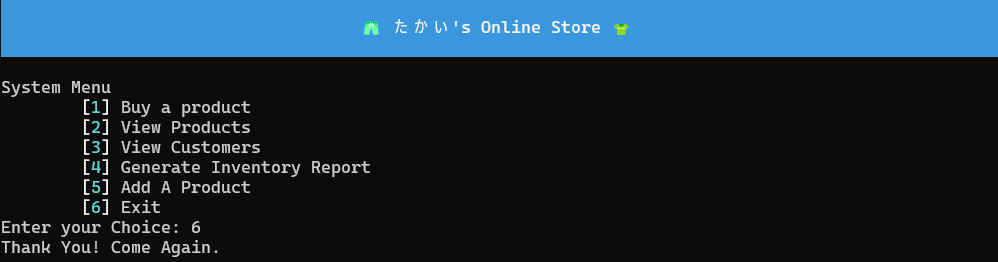 🩳 たかい's Online Store 👕
System Menu
[1] Buy a product
[2] View Products
[3] View Customers
[4] Generate Inventory Report
[5] Add A Product
[6] Exit
Enter your Choice: 6
Thank You! Come Again.